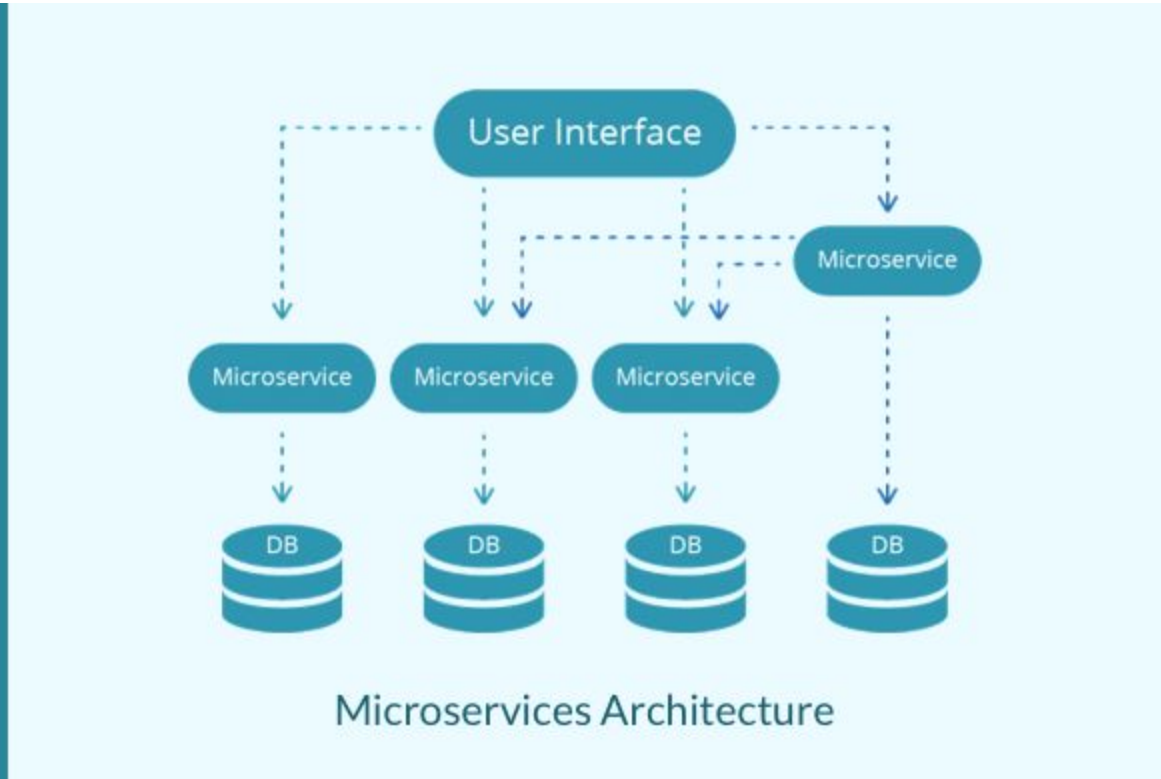 User Interface
Microservice
Microservice
Microservice
Microservice
DB
DB
DB
DB
Microservices Architecture